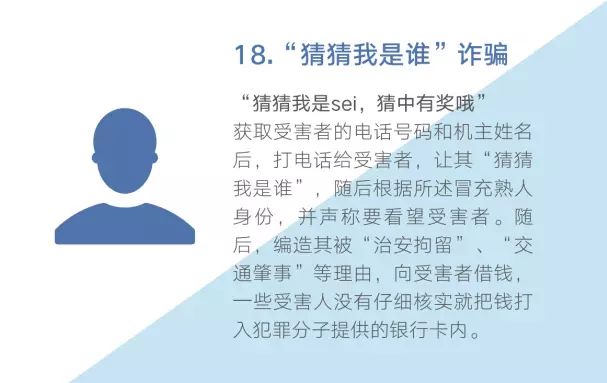 18.“猜猜我是谁”诈骗
“猜猜我是sei，猜中有奖哦”
获取受害者的电话号码和机主姓名
后，打电话给受害者，让其“猜猜
我是谁”，随后根据所述冒充熟人
身份，并声称要看望受害者。随
后，编造其被“治安拘留”、“交
通肇事”等理由，向受害者借钱，
一些受害人没有仔细核实就把钱打
入犯罪分子提供的银行卡内。